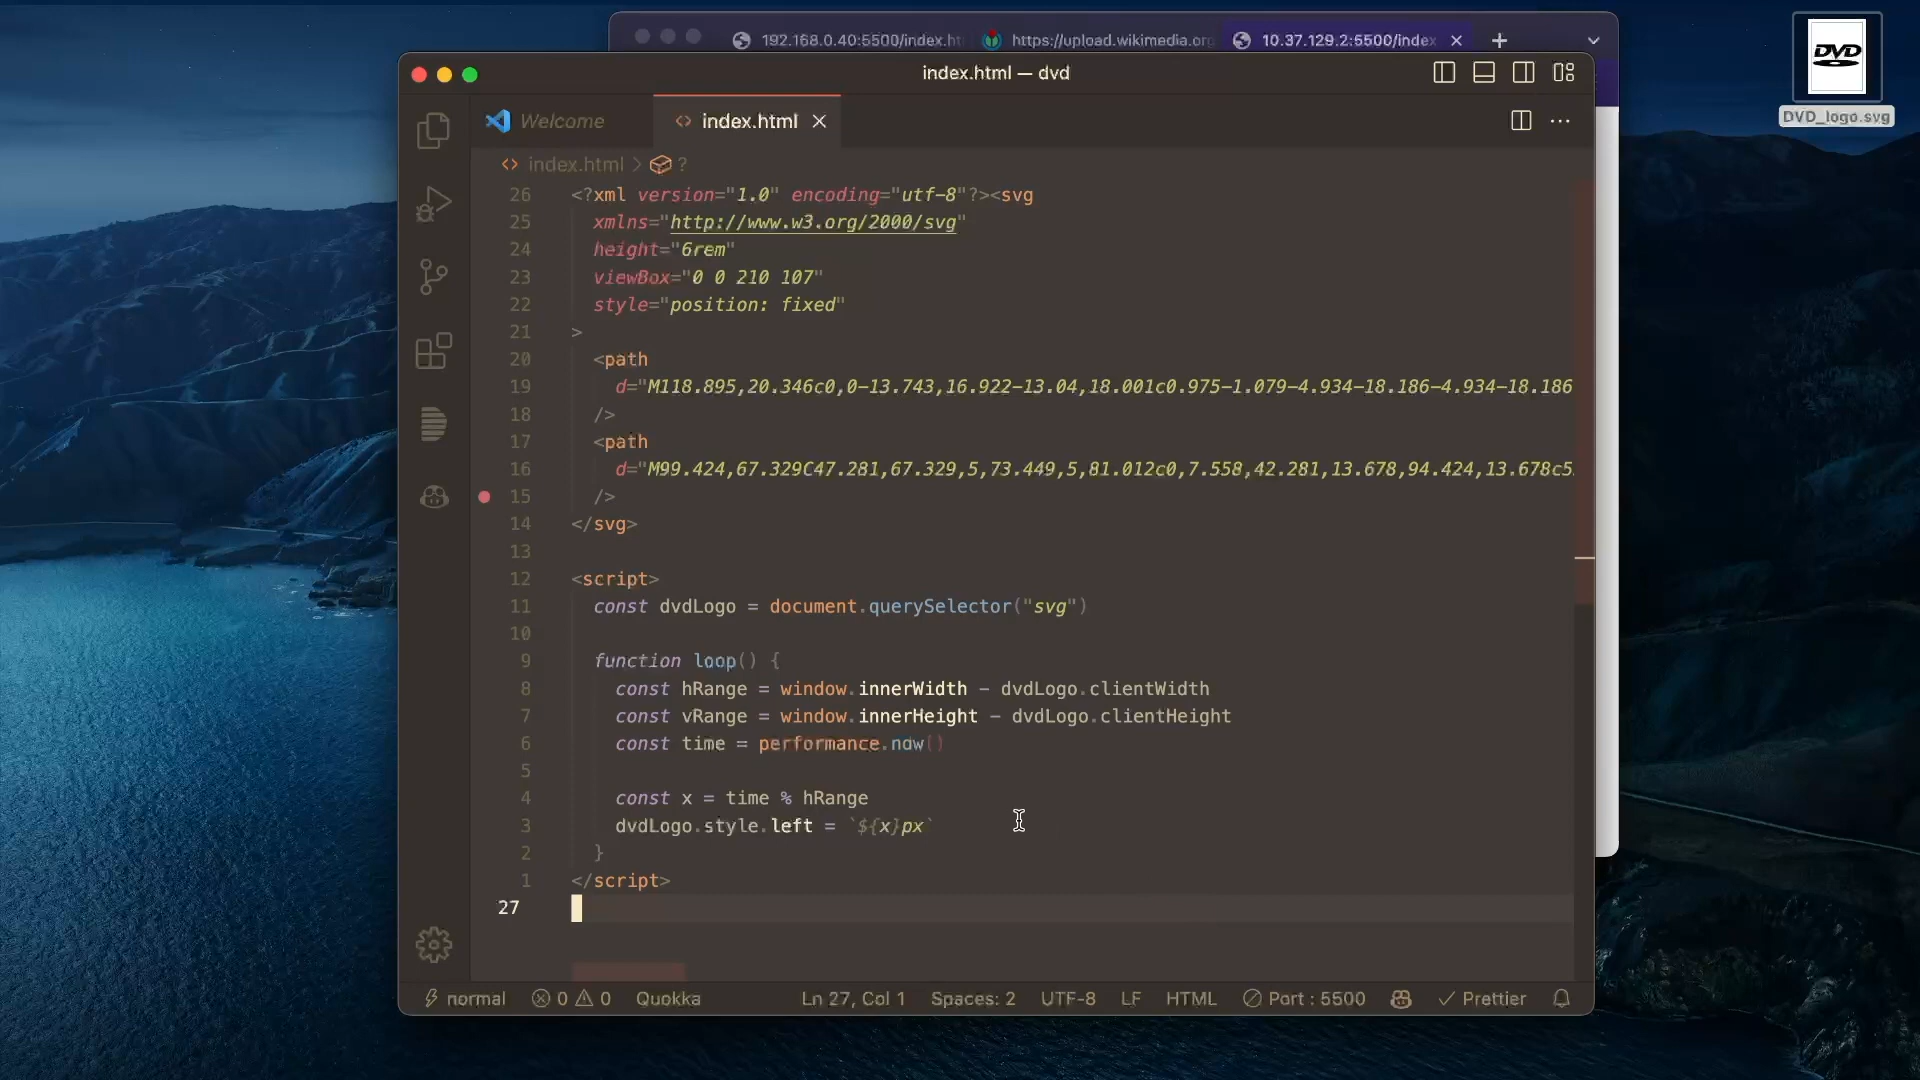 192.168.0.40:5500/index.ht
https://upload.wikimedia.org
10.37.129.2:5500/index
DVD
DVD_logo.svg
index.html — dvd
Welcome
index.html
index.html > ?
26 <?xml version="1.0" encoding="utf-8"?><svg
25 xmlns="http://www.w3.org/2000/svg"
24 height="6rem"
23 viewBox="0 0 210 107"
22 style="position: fixed"
21 >
20 <path
19 d="M118.895,20.346c0,0-13.743,16.922-13.04,18.001c0.975-1.079-4.934-18.186-4.934-18.186
18 />
17 <path
16 d="M99.424,67.329C47.281,67.329,5,73.449,5,81.012c0,7.558,42.281,13.678,94.424,13.678c5
15 />
14 </svg>
13
12 <script>
11 const dvdLogo = document.querySelector("svg")
10
9 function loop() {
8 const hRange = window.innerWidth - dvdLogo.clientWidth
7 const vRange = window.innerHeight - dvdLogo.clientHeight
6 const time = performance.now()
5
4 const x = time % hRange
3 dvdLogo.style.left = `${x}px`
2 }
1 </script>
27
normal 0 0 Quokka Ln 27, Col 1 Spaces: 2 UTF-8 LF HTML Port : 5500 Prettier